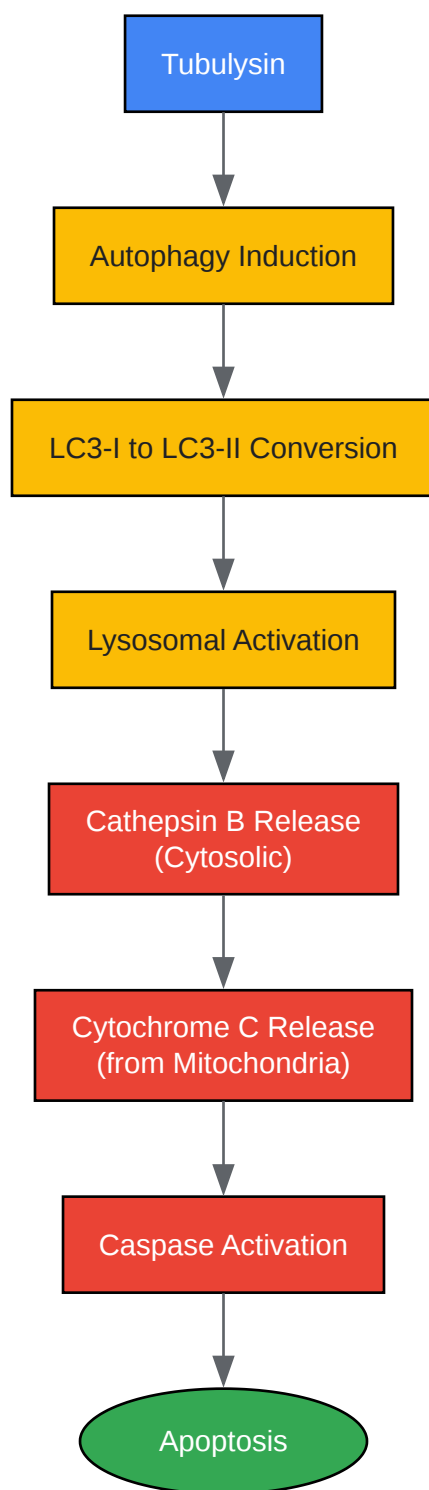 Tubulysin
Autophagy Induction
LC3-I to LC3-II Conversion
Lysosomal Activation
Cathepsin B Release
(Cytosolic)
Cytochrome C Release
(from Mitochondria)
Caspase Activation
Apoptosis